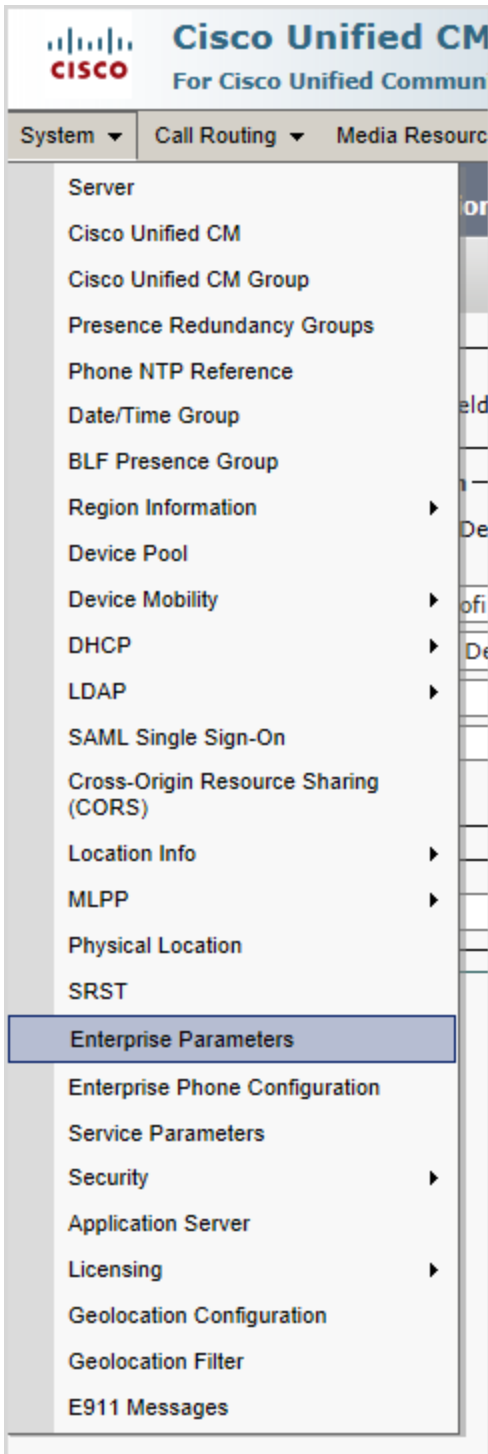 CISCO
Cisco Unified CM
For Cisco Unified Commun
System Call Routing Media Resourc
Server
Cisco Unified CM
Cisco Unified CM Group
Presence Redundancy Groups
Phone NTP Reference
Date/Time Group
BLF Presence Group
Region Information
Device Pool
Device Mobility
DHCP
LDAP
SAML Single Sign-On
Cross-Origin Resource Sharing
(CORS)
Location Info
MLPP
Physical Location
SRST
Enterprise Parameters
Enterprise Phone Configuration
Service Parameters
Security
Application Server
Licensing
Geolocation Configuration
Geolocation Filter
E911 Messages